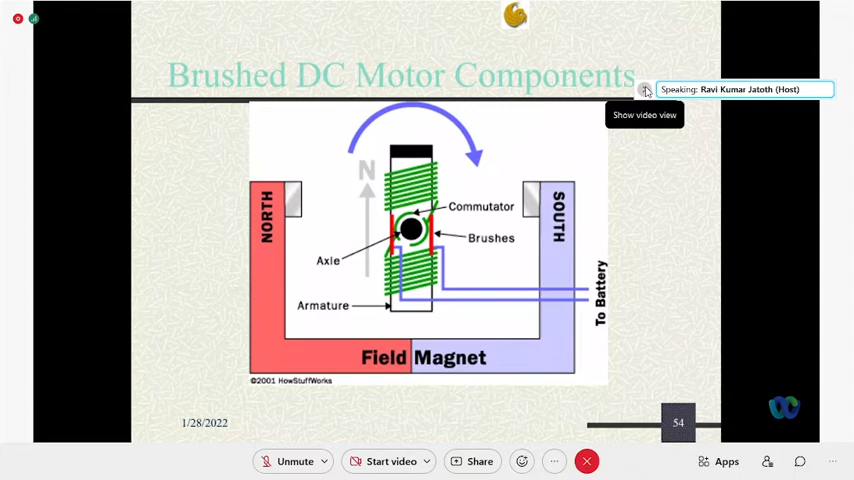 Brushed DC Motor Components
Speaking: Ravi Kumar Jatoth (Host)
Show video view
N
Commutator
NORTH
SOUTH
Brushes
Axle
Armature
To Battery
Field Magnet
©2001 HowStuffWorks
1/28/2022
54
Unmute
Start video
Share
Apps